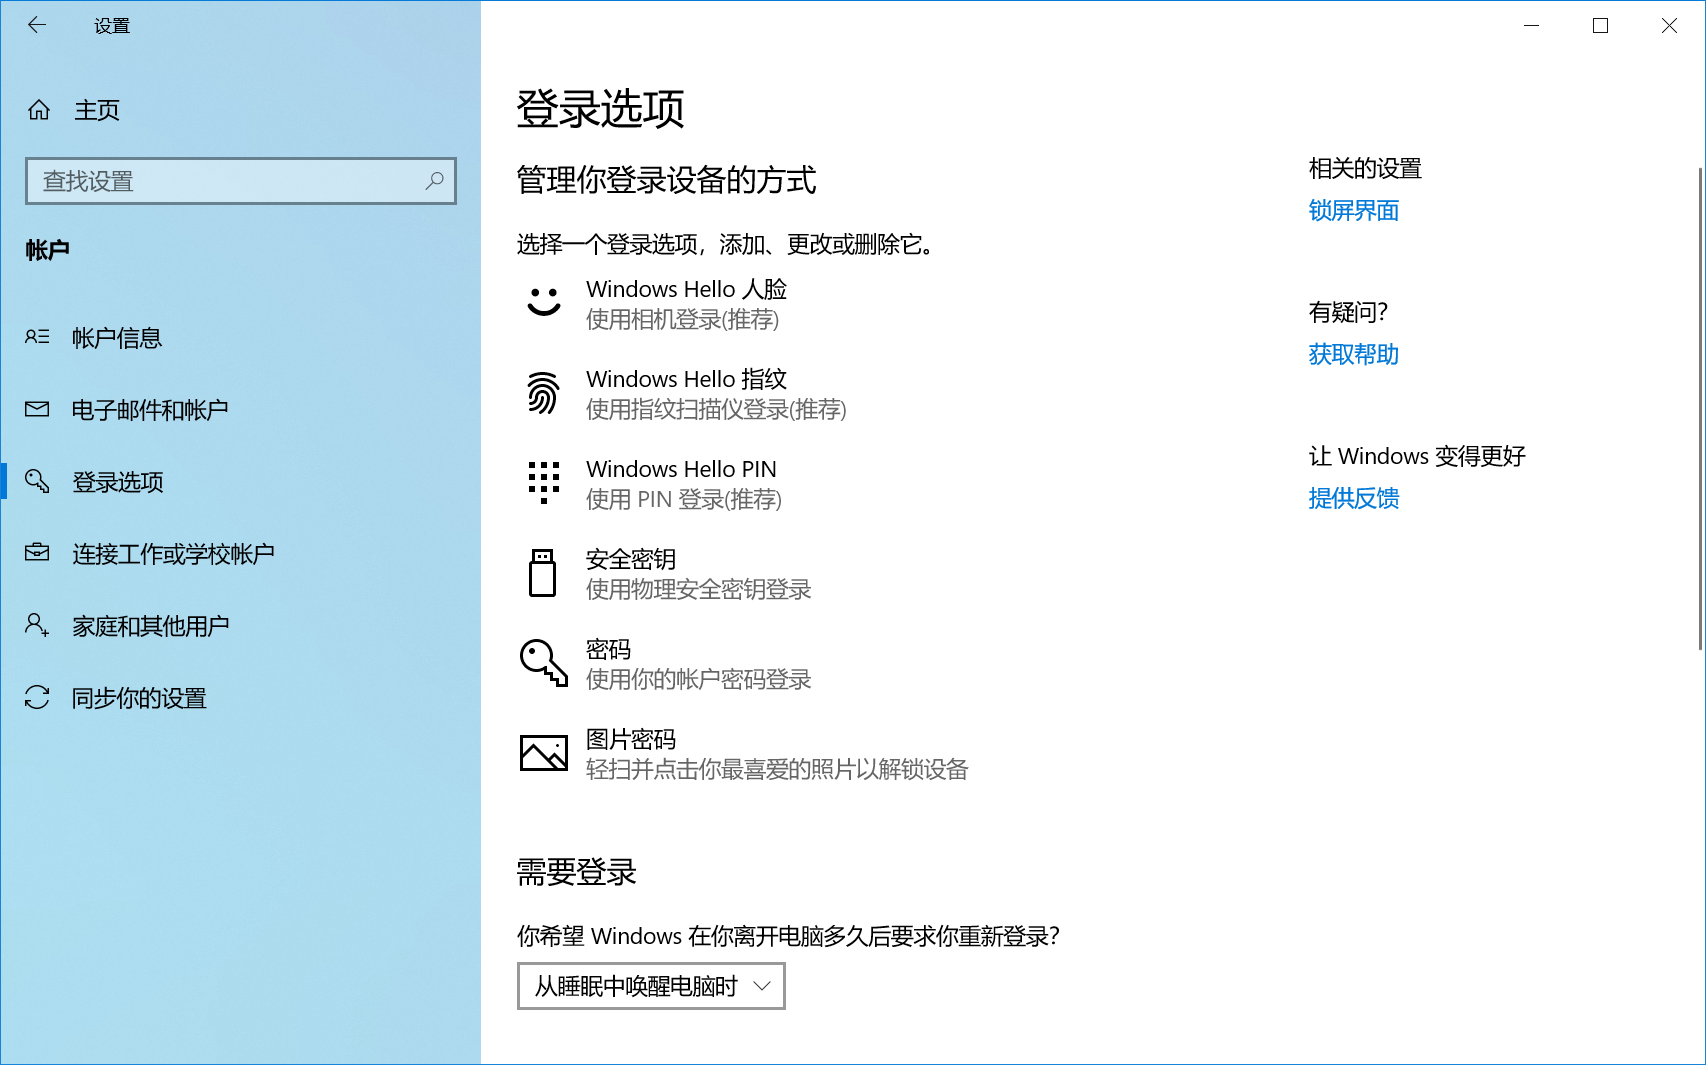 设置
主页
查找设置
帐户
帐户信息
电子邮件和帐户
登录选项
连接工作或学校帐户
家庭和其他用户
同步你的设置
登录选项
管理你登录设备的方式
选择一个登录选项，添加、更改或删除它。
Windows Hello 人脸
使用相机登录(推荐)
Windows Hello 指纹
使用指纹扫描仪登录(推荐)
Windows Hello PIN
使用 PIN 登录(推荐)
安全密钥
使用物理安全密钥登录
密码
使用你的帐户密码登录
图片密码
轻扫并点击你最喜爱的照片以解锁设备
需要登录
你希望 Windows 在你离开电脑多久后要求你重新登录?
从睡眠中唤醒电脑时
相关的设置
锁屏界面
有疑问?
获取帮助
让 Windows 变得更好
提供反馈